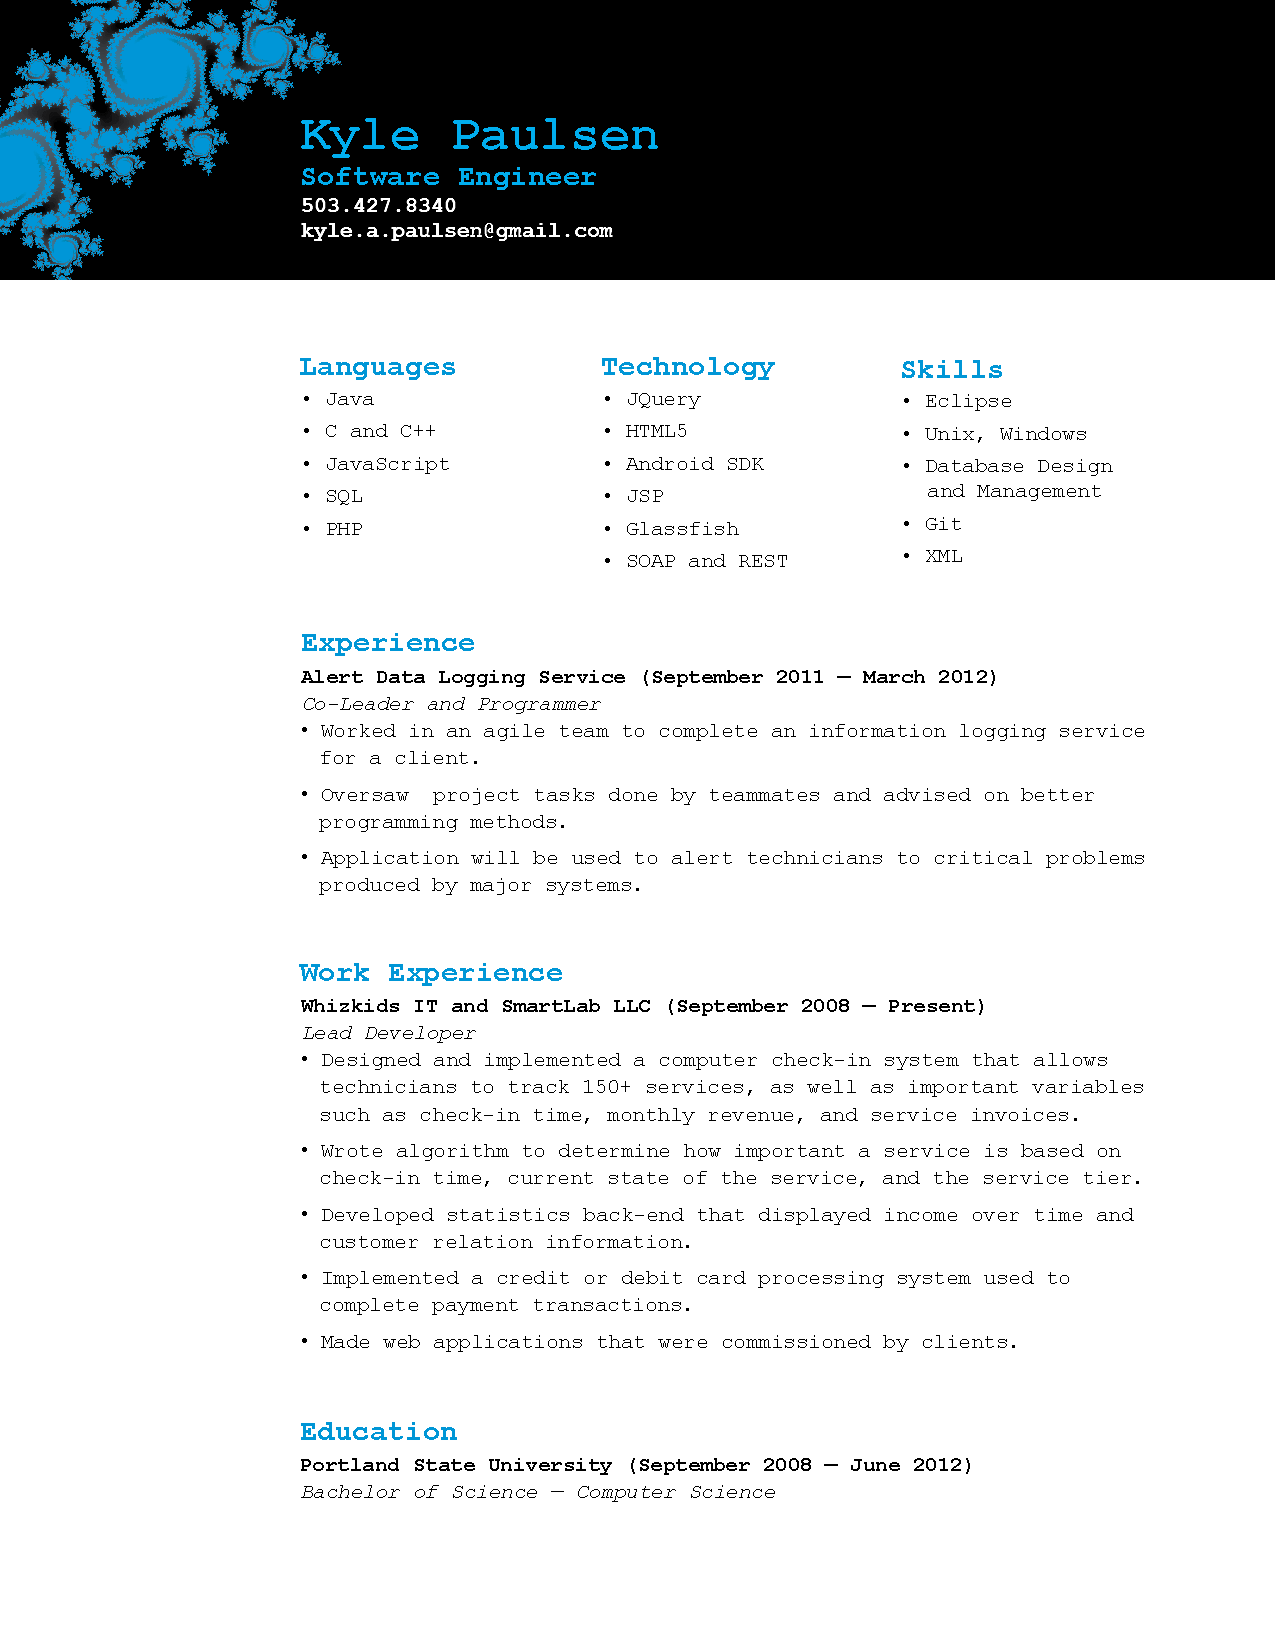 Kyle Paulsen
Software Engineer
503.427.8340
kyle.a.paulsen@gmail.com
Languages
• Java
• C and C++
• JavaScript
• SQL
• PHP
Technology
• JQuery
• HTML5
• Android SDK
• JSP
• Glassfish
• SOAP and REST
Skills
• Eclipse
• Unix, Windows
• Database Design
and Management
• Git
• XML
Experience
Alert Data Logging Service (September 2011 — March 2012)
Co-Leader and Programmer
• Worked in an agile team to complete an information logging service
for a client.
• Oversaw  project tasks done by teammates and advised on better
programming methods.
• Application will be used to alert technicians to critical problems
produced by major systems.
Work Experience
Whizkids IT and SmartLab LLC (September 2008 — Present)
Lead Developer
• Designed and implemented a computer check-in system that allows
technicians to track 150+ services, as well as important variables
such as check-in time, monthly revenue, and service invoices.
• Wrote algorithm to determine how important a service is based on
check-in time, current state of the service, and the service tier.
• Developed statistics back-end that displayed income over time and
customer relation information.
• Implemented a credit or debit card processing system used to
complete payment transactions.
• Made web applications that were commissioned by clients.
Education
Portland State University (September 2008 — June 2012)
Bachelor of Science — Computer Science